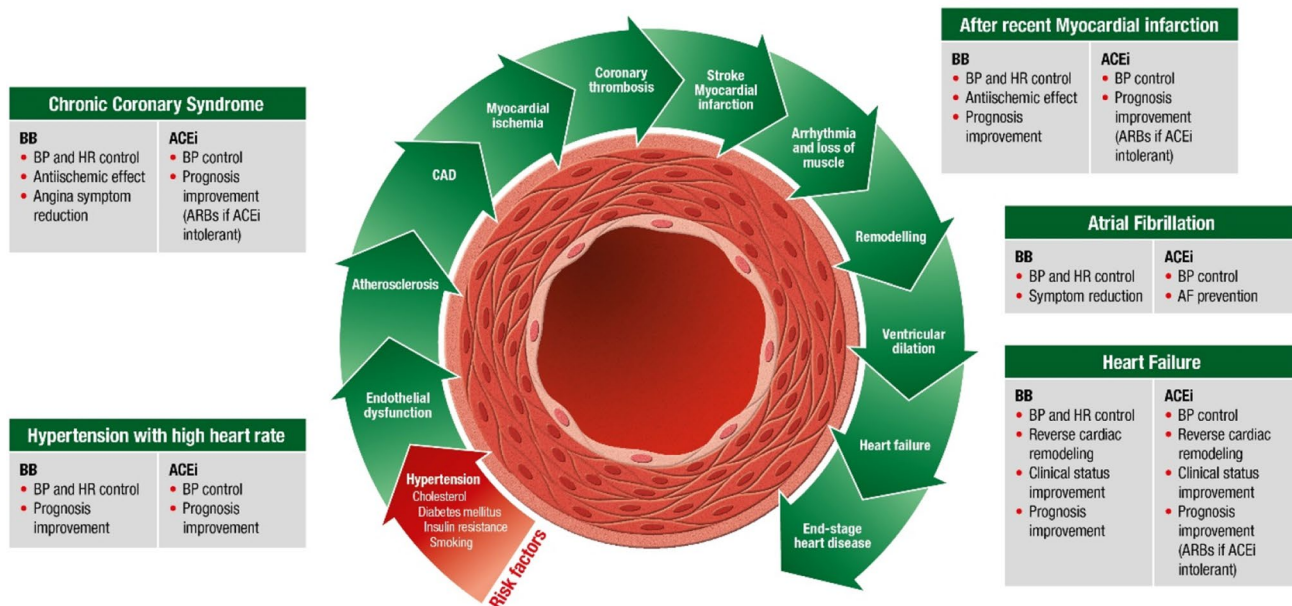 Chronic Coronary Syndrome
BB
• BP and HR control
• Antiischemic effect
• Angina symptom
reduction
ACEi
• BP control
• Prognosis
improvement
(ARBs if ACEi
intolerant)
Hypertension with high heart rate
BB
• BP and HR control
• Prognosis
improvement
ACEi
• BP control
• Prognosis
improvement
Risk factors
Hypertension
Cholesterol
Diabetes mellitus
Insulin resistance
Smoking
Endothelial
dysfunction
Atherosclerosis
CAD
Myocardial
ischemia
Coronary
thrombosis
Stroke
Myocardial
infarction
Arrhythmia
and loss of
muscle
Remodelling
Ventricular
dilation
Heart failure
End-stage
heart disease
After recent Myocardial infarction
BB
• BP and HR control
• Antiischemic effect
• Prognosis
improvement
ACEi
• BP control
• Prognosis
improvement
(ARBs if ACEi
intolerant)
Atrial Fibrillation
BB
• BP and HR control
• Symptom reduction
ACEi
• BP control
• AF prevention
Heart Failure
BB
• BP and HR control
• Reverse cardiac
remodeling
• Clinical status
improvement
• Prognosis
improvement
ACEi
• BP control
• Reverse cardiac
remodeling
• Clinical status
improvement
• Prognosis
improvement
(ARBs if ACEi
intolerant)